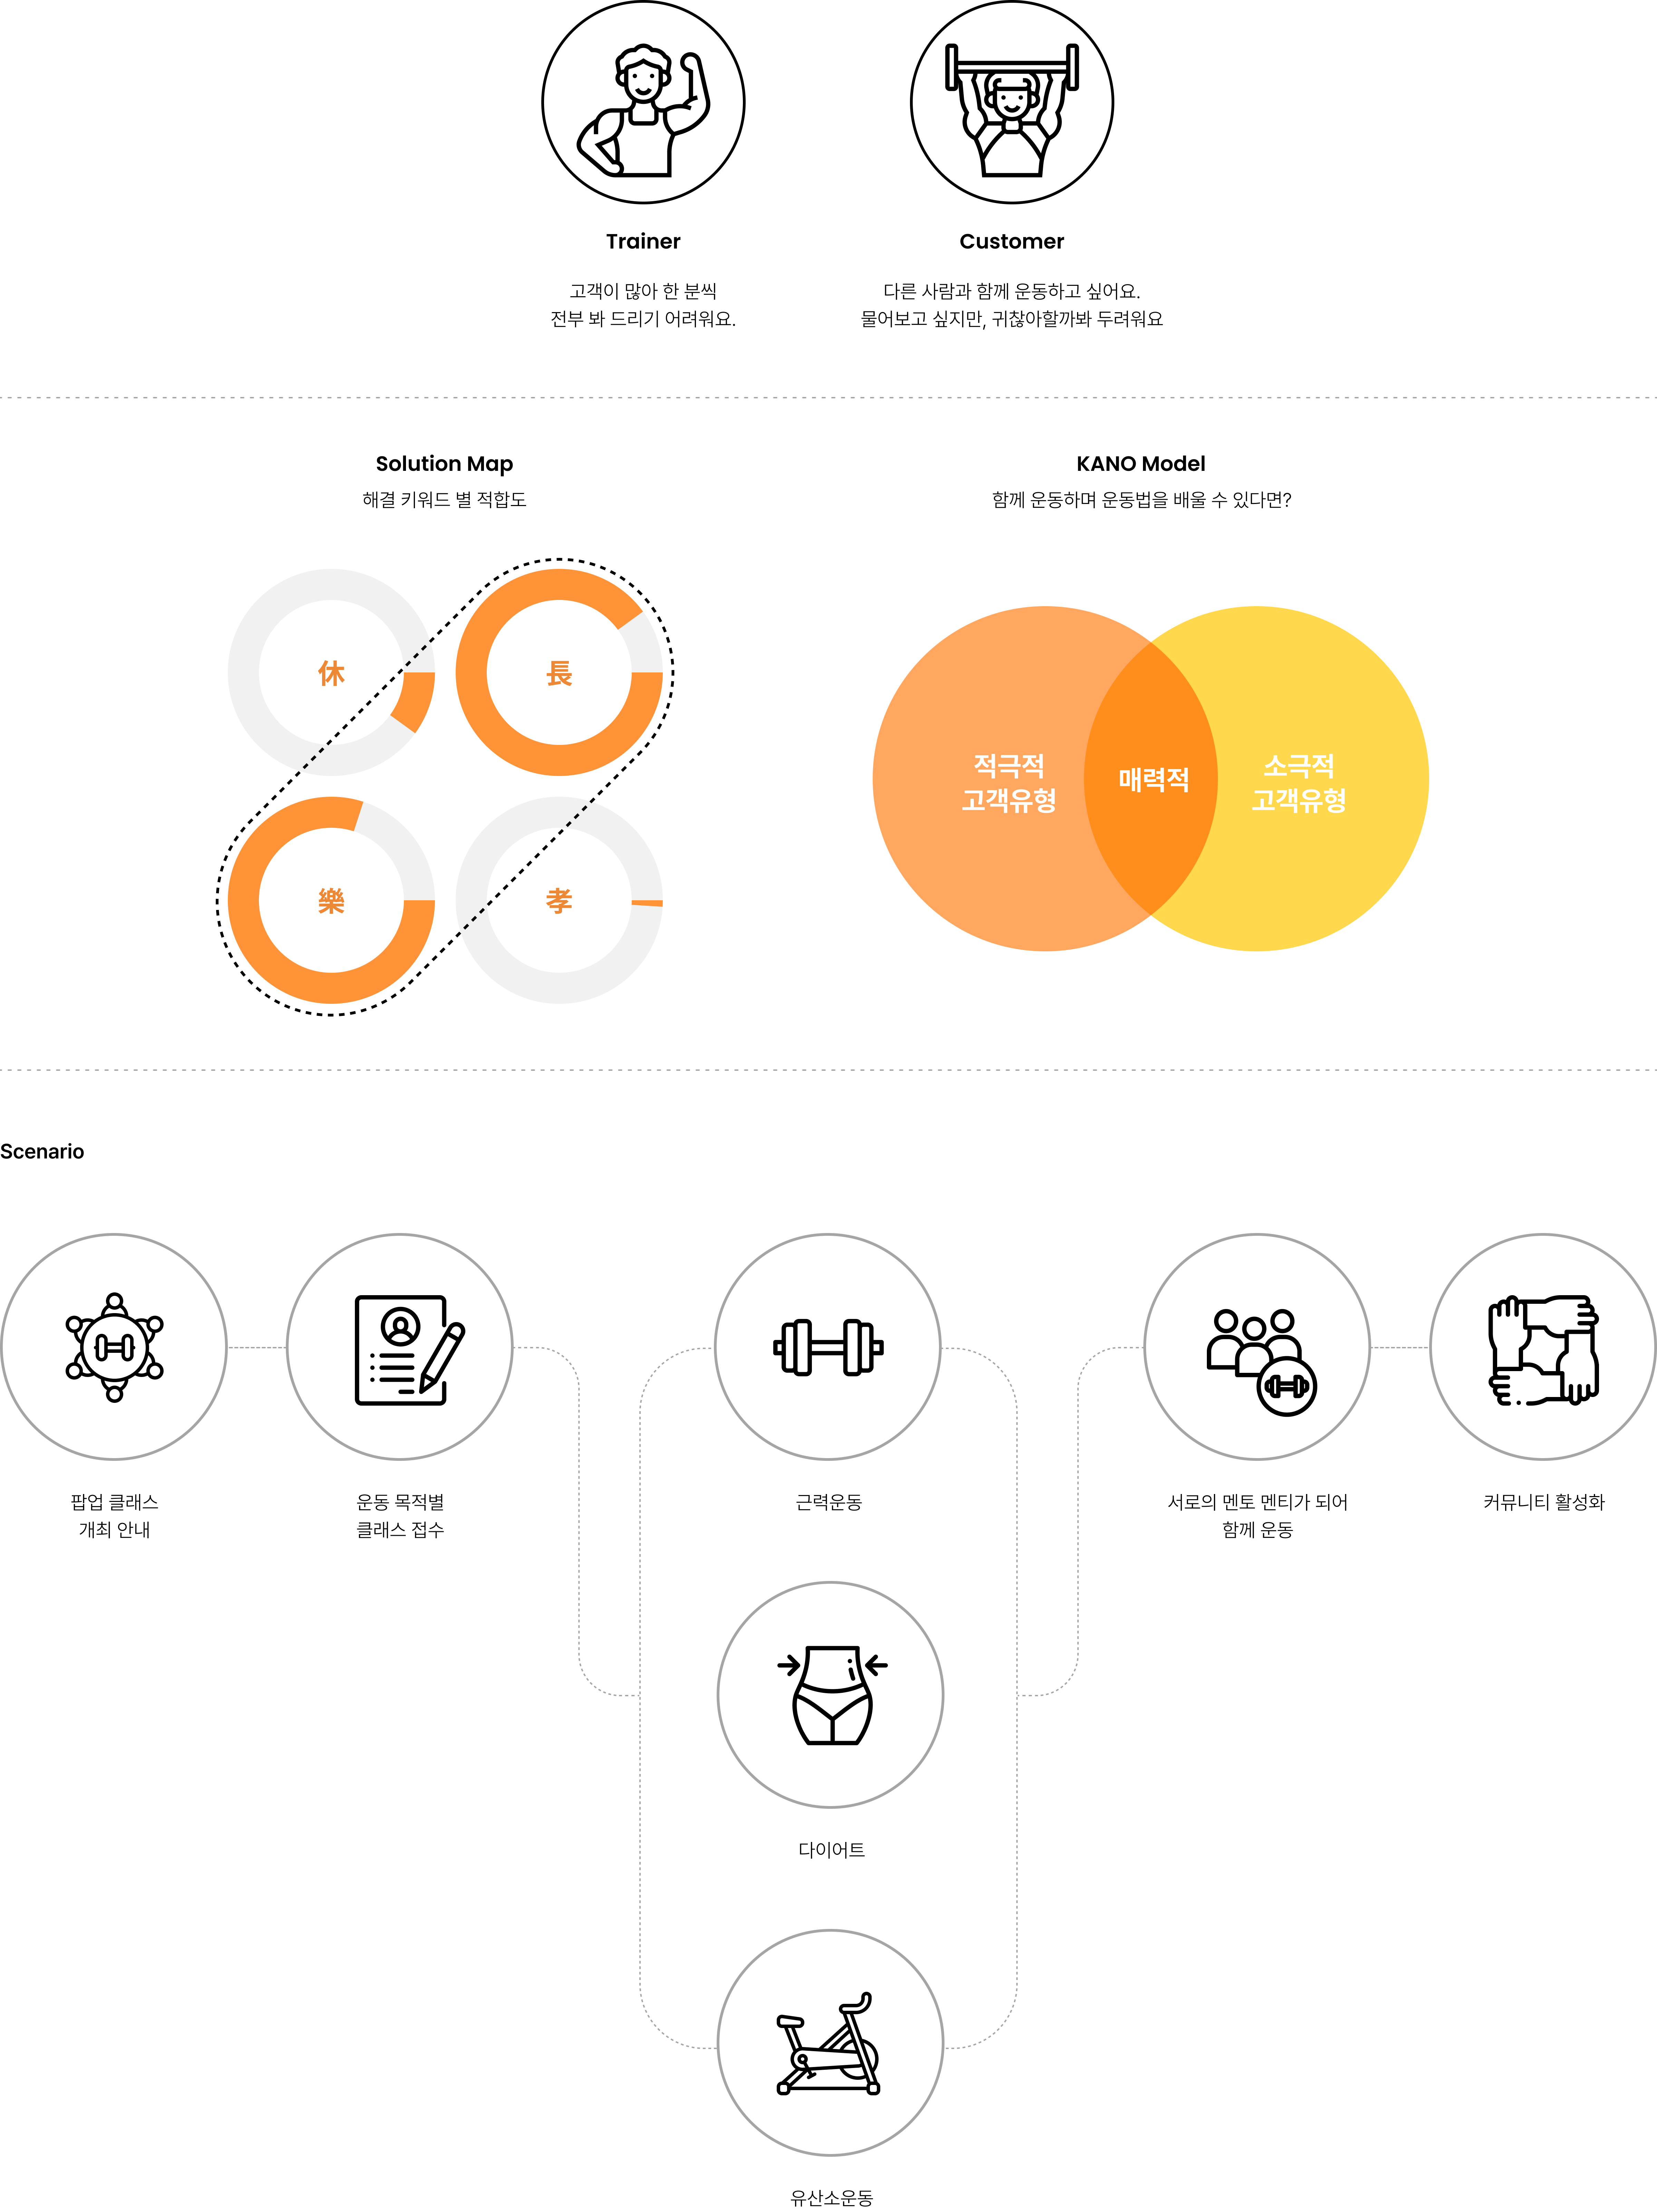 Trainer
고객이 많아 한 분씩
전부 봐 드리기 어려워요.
Customer
다른 사람과 함께 운동하고 싶어요.
물어보고 싶지만, 귀찮아할까봐 두려워요
Solution Map
해결 키워드 별 적합도
休
長
樂
孝
KANO Model
함께 운동하며 운동법을 배울 수 있다면?
적극적
고객유형
매력적
소극적
고객유형
Scenario
팝업 클래스
개최 안내
운동 목적별
클래스 접수
근력운동
다이어트
유산소운동
서로의 멘토 멘티가 되어
함께 운동
커뮤니티 활성화